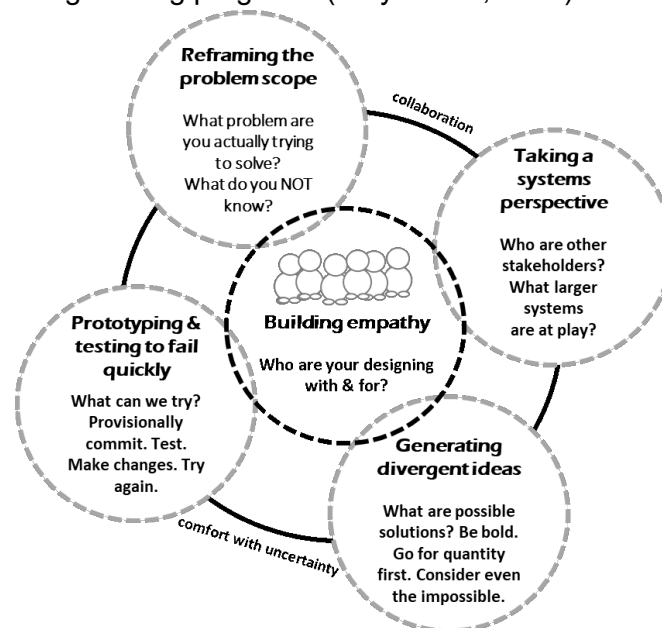 Reframing the
problem scope
What problem are
you actually trying
to solve?
What do you NOT
know?
collaboration
Taking a
systems
perspective
Who are other
stakeholders?
What larger
systems
are at play?
Building empathy
Who are your designing
with & for?
Prototyping &
testing to fail
quickly
What can we try?
Provisionally
commit. Test.
Make changes. Try
again.
Generating
divergent ideas
What are possible
solutions? Be bold.
Go for quantity
first. Consider even
the impossible.
comfort with uncertainty